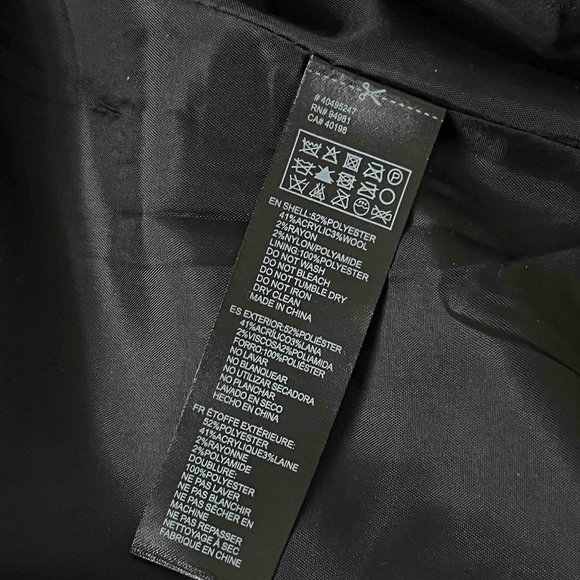 # 40495247
RN# 94981
CA# 40198
EN SHELL:52%POLYESTER
41%ACRYLIC3%WOOL
2%RAYON
2%NYLON/POLYAMIDE
LINING:100%POLYESTER
DO NOT WASH
DO NOT BLEACH
DO NOT TUMBLE DRY
DO NOT IRON
DRY CLEAN
MADE IN CHINA
ES EXTERIOR:52%POLIÉSTER
41%ACRÍLICO3%LANA
2%VISCOSA2%POLIAMIDA
FORRO:100%POLIÉSTER
NO LAVAR
NO BLANQUEAR
NO UTILIZAR SECADORA
NO PLANCHAR
LAVADO EN SECO
HECHO EN CHINA
FR ÉTOFFE EXTÉRIEURE:
52%POLYESTER
41%ACRYLIQUE3%LAINE
2%RAYONNE
2%POLYAMIDE
DOUBLURE:
100%POLYESTER
NE PAS LAVER
NE PAS BLANCHIR
NE PAS SÉCHER EN
MACHINE
NE PAS REPASSER
NETTOYAGE À SEC
FABRIQUÉ EN CHINE